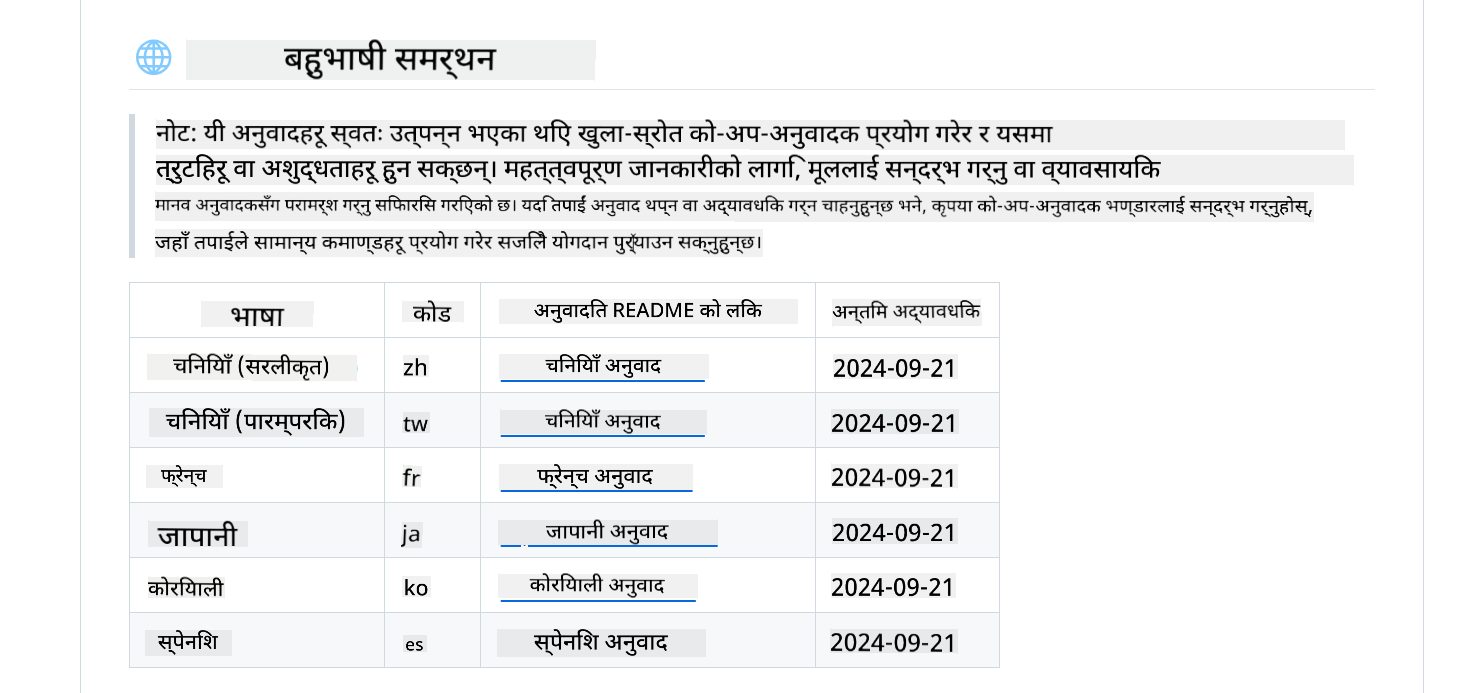 बहुभाषी समर्थन
नोट: यी अनुवादहरू स्वतः उत्पन्न भएका थिए खुला-स्रोत को-अप-अनुवादक प्रयोग गरेर र यसमा
त्रुटिहरू वा अशुद्धताहरू हुन सक्छन्। महत्त्वपूर्ण जानकारीको लागि, मूललाई सन्दर्भ गर्नु वा व्यावसायिक
मानव अनुवादकसँग परामर्श गर्नु सिफारिस गरिएको छ। यदि तपाईं अनुवाद थप्न वा अद्यावधिक गर्न चाहनुहुन्छ भने, कृपया को-अप-अनुवादक भण्डारलाई सन्दर्भ गर्नुहोस्,
जहाँ तपाईले सामान्य कमाण्डहरू प्रयोग गरेर सजिलै योगदान पुर्‍याउन सक्नुहुन्छ।
भाषा कोड अनुवादित README को लिंक अन्तिम अद्यावधिक
चिनियाँ (सरलीकृत) zh चिनियाँ अनुवाद 2024-09-21
चिनियाँ (पारम्परिक) tw चिनियाँ अनुवाद 2024-09-21
फ्रेन्च fr फ्रेन्च अनुवाद 2024-09-21
जापानी ja जापानी अनुवाद 2024-09-21
कोरियाली ko कोरियाली अनुवाद 2024-09-21
स्पेनिश es स्पेनिश अनुवाद 2024-09-21